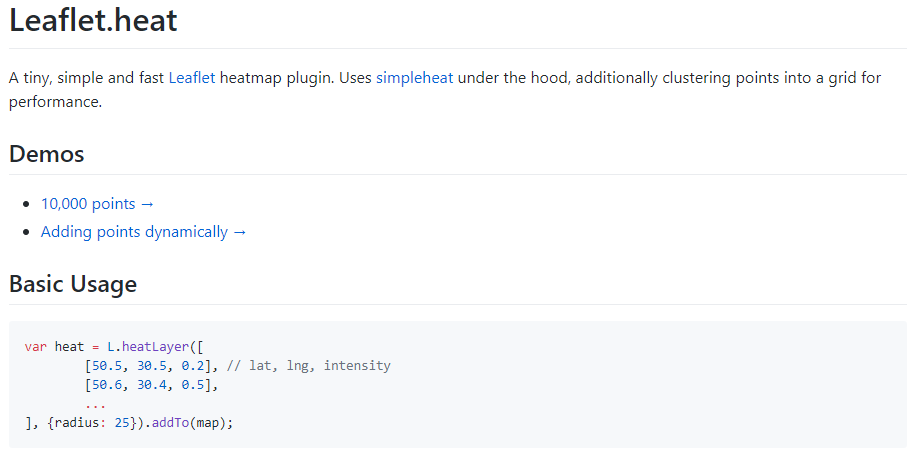 Leaflet.heat
A tiny, simple and fast Leaflet heatmap plugin. Uses simpleheat under the hood, additionally clustering points into a grid for
performance.
Demos
• 10,000 points →
• Adding points dynamically →
Basic Usage
var heat = L.heatLayer([
        [50.5, 30.5, 0.2], // lat, lng, intensity
        [50.6, 30.4, 0.5],
        ...
], {radius: 25}).addTo(map);